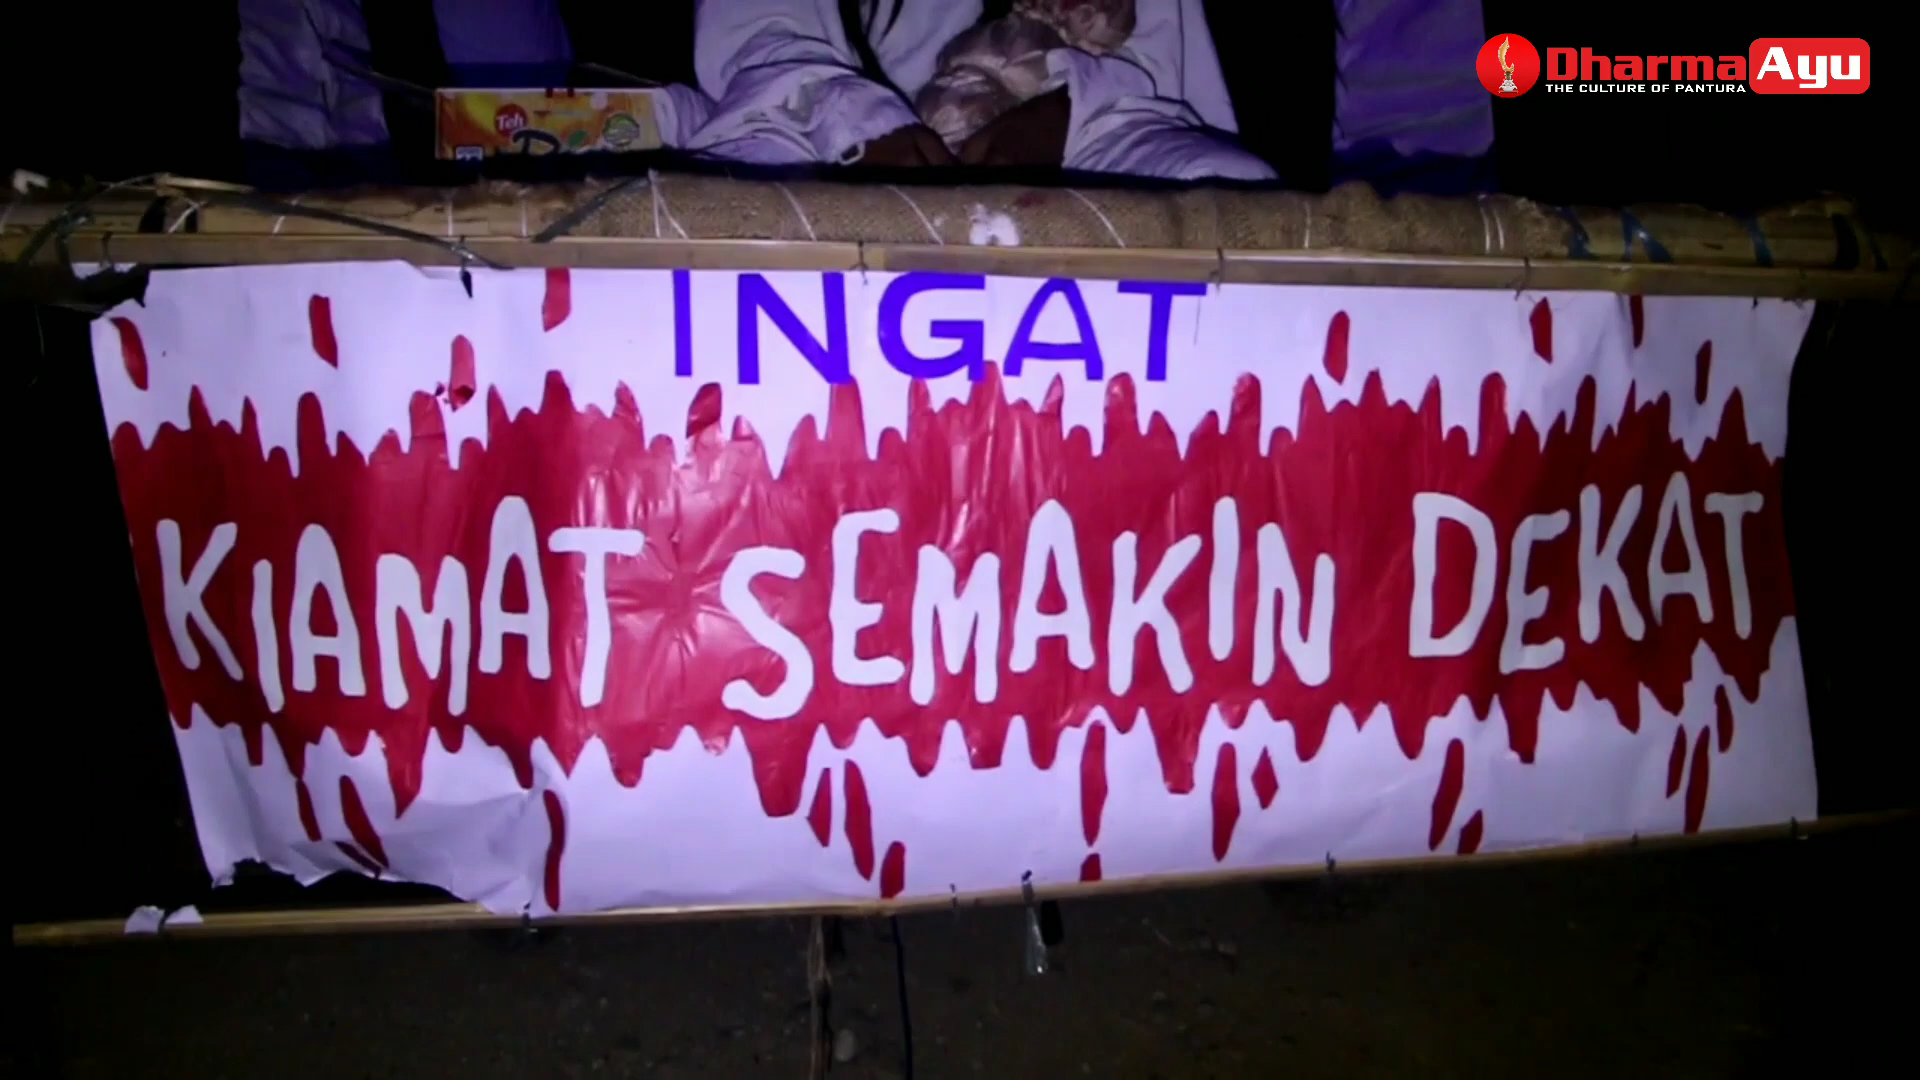 DharmaAyu
THE CULTURE OF PANTURA
Teh
INGAT
KIAMAT SEMAKIN DEKAT